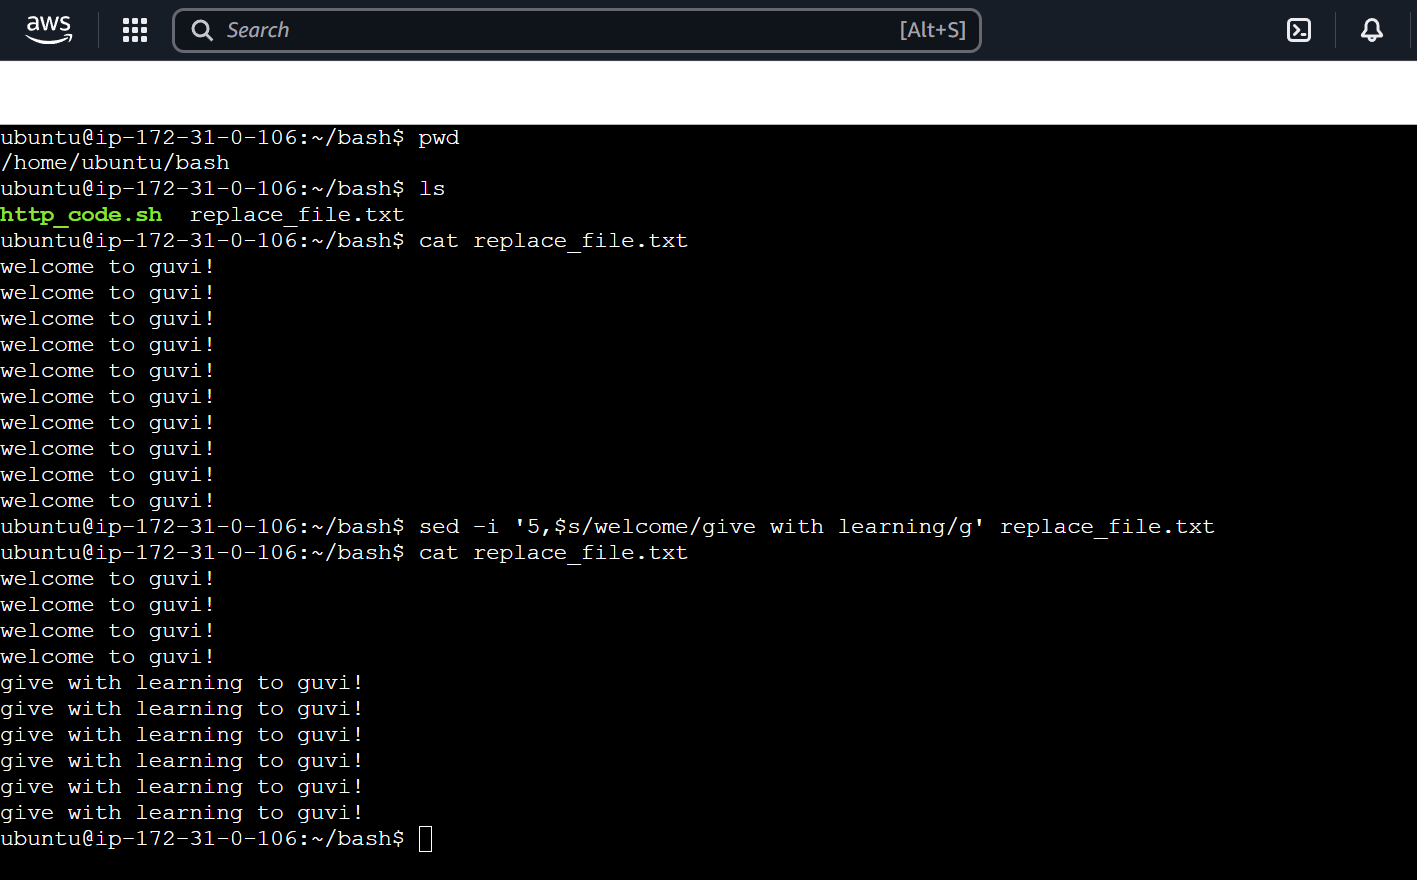 aws
Search [Alt+S]
ubuntu@ip-172-31-0-106:~/bash$ pwd
/home/ubuntu/bash
ubuntu@ip-172-31-0-106:~/bash$ ls
http_code.sh  replace_file.txt
ubuntu@ip-172-31-0-106:~/bash$ cat replace_file.txt
welcome to guvi!
welcome to guvi!
welcome to guvi!
welcome to guvi!
welcome to guvi!
welcome to guvi!
welcome to guvi!
welcome to guvi!
welcome to guvi!
welcome to guvi!
ubuntu@ip-172-31-0-106:~/bash$ sed -i '5,$s/welcome/give with learning/g' replace_file.txt
ubuntu@ip-172-31-0-106:~/bash$ cat replace_file.txt
welcome to guvi!
welcome to guvi!
welcome to guvi!
welcome to guvi!
give with learning to guvi!
give with learning to guvi!
give with learning to guvi!
give with learning to guvi!
give with learning to guvi!
give with learning to guvi!
ubuntu@ip-172-31-0-106:~/bash$